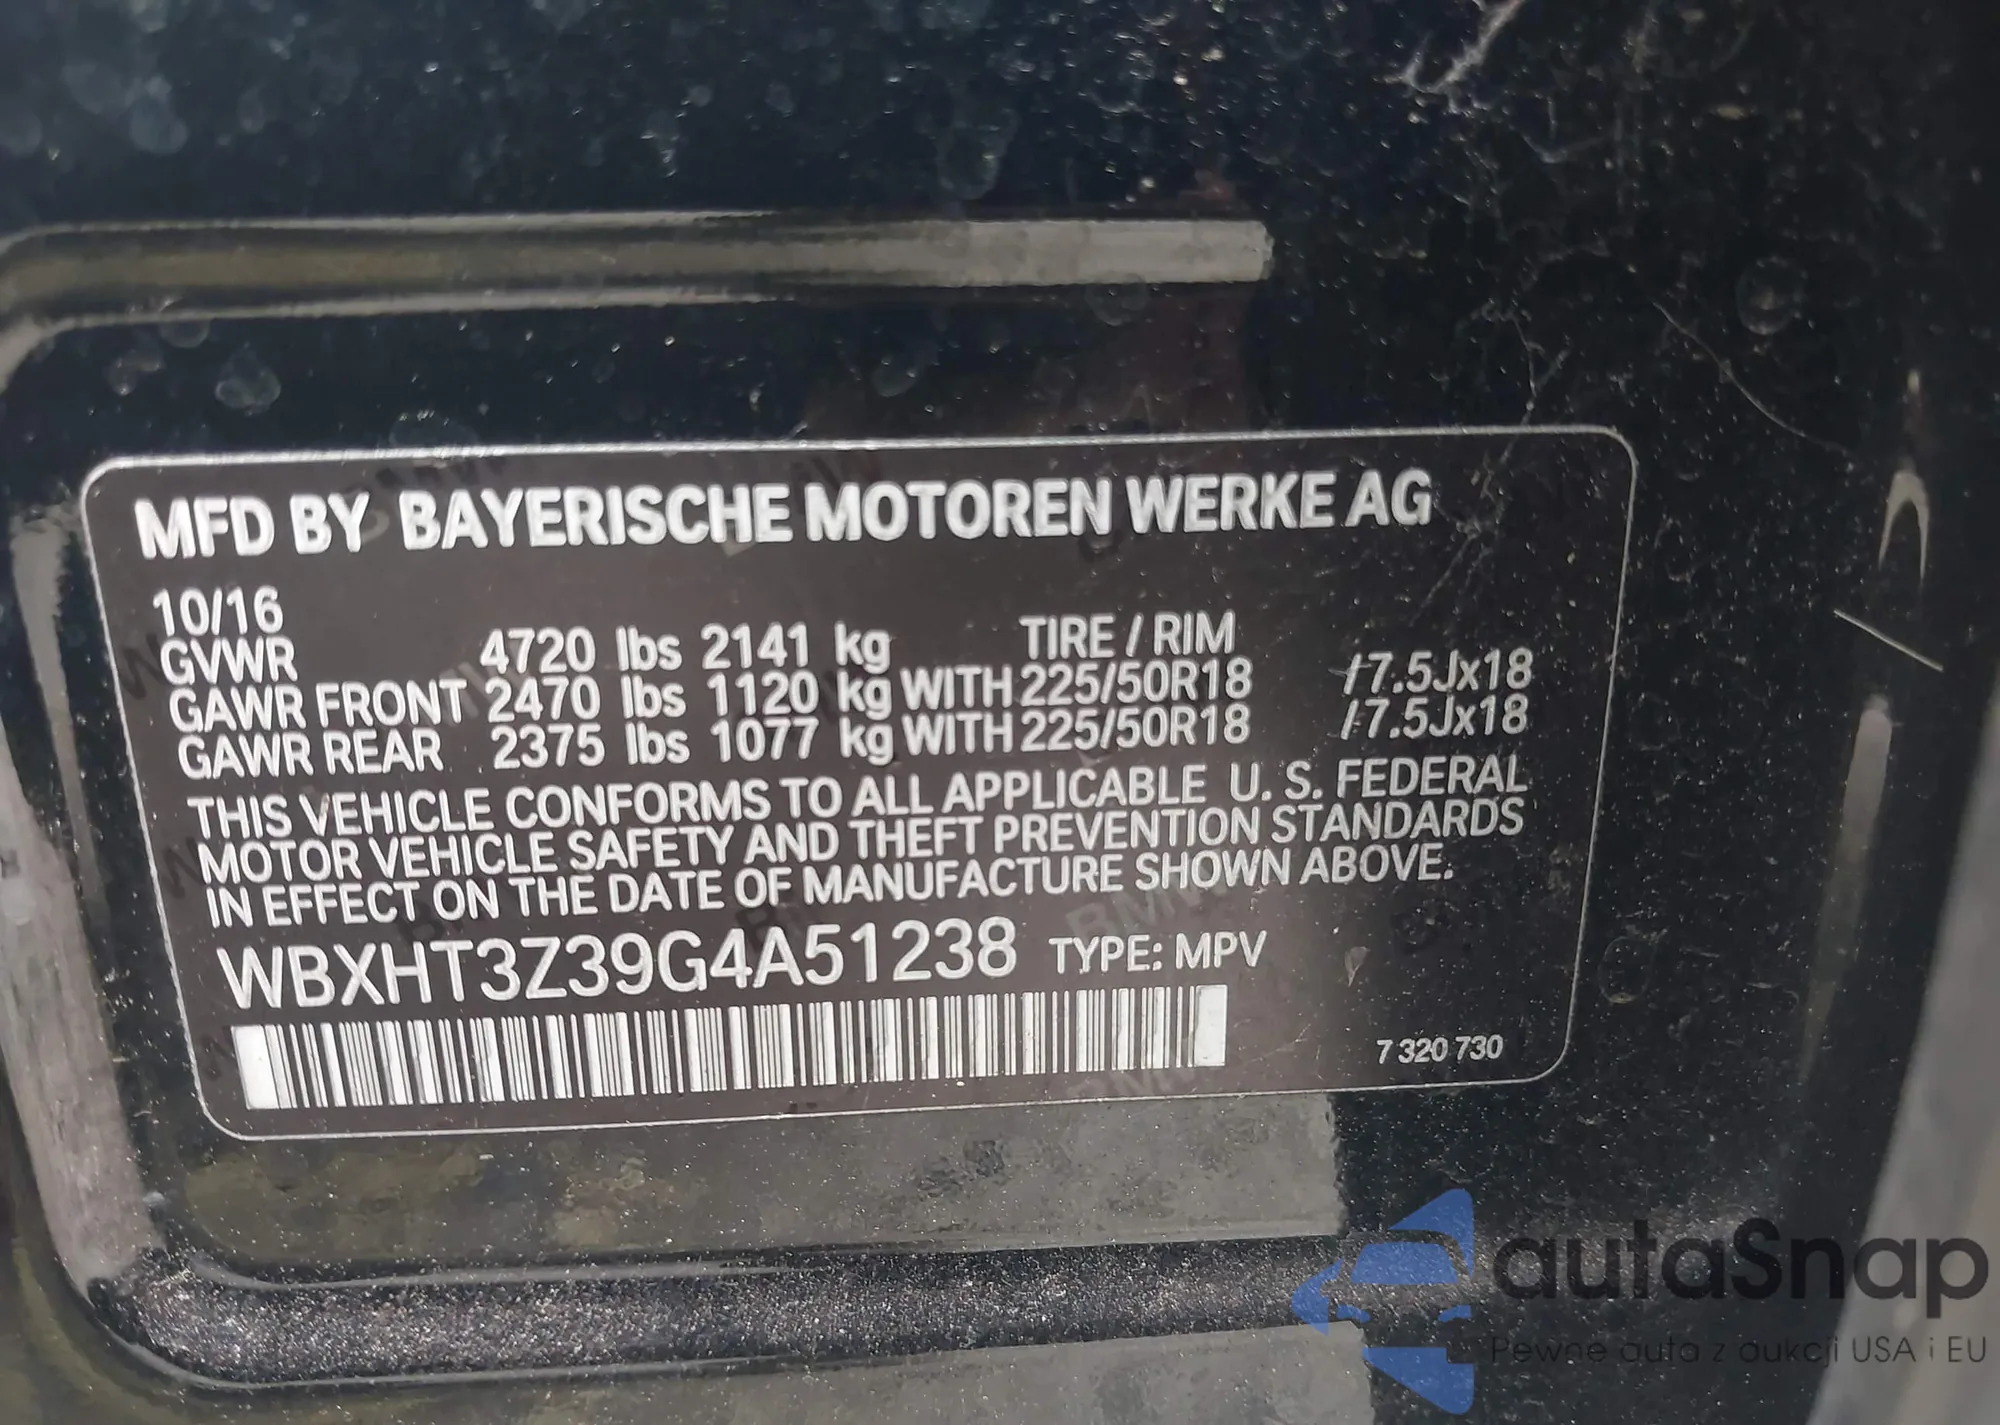 MFD BY BAYERISCHE MOTOREN WERKE AG
10/16
TIRE / RIM
GVWR 4720 lbs 2141 kg
GAWR FRONT 2470 lbs 1120 kg WITH 225/50R18 /7.5Jx18
GAWR REAR 2375 lbs 1077 kg WITH 225/50R18 /7.5Jx18
THIS VEHICLE CONFORMS TO ALL APPLICABLE U. S. FEDERAL
MOTOR VEHICLE SAFETY AND THEFT PREVENTION STANDARDS
IN EFFECT ON THE DATE OF MANUFACTURE SHOWN ABOVE.
WBXHT3Z39G4A51238 TYPE: MPV
7 320 730
autaSnap
Pewne auta z aukcji USA i EU